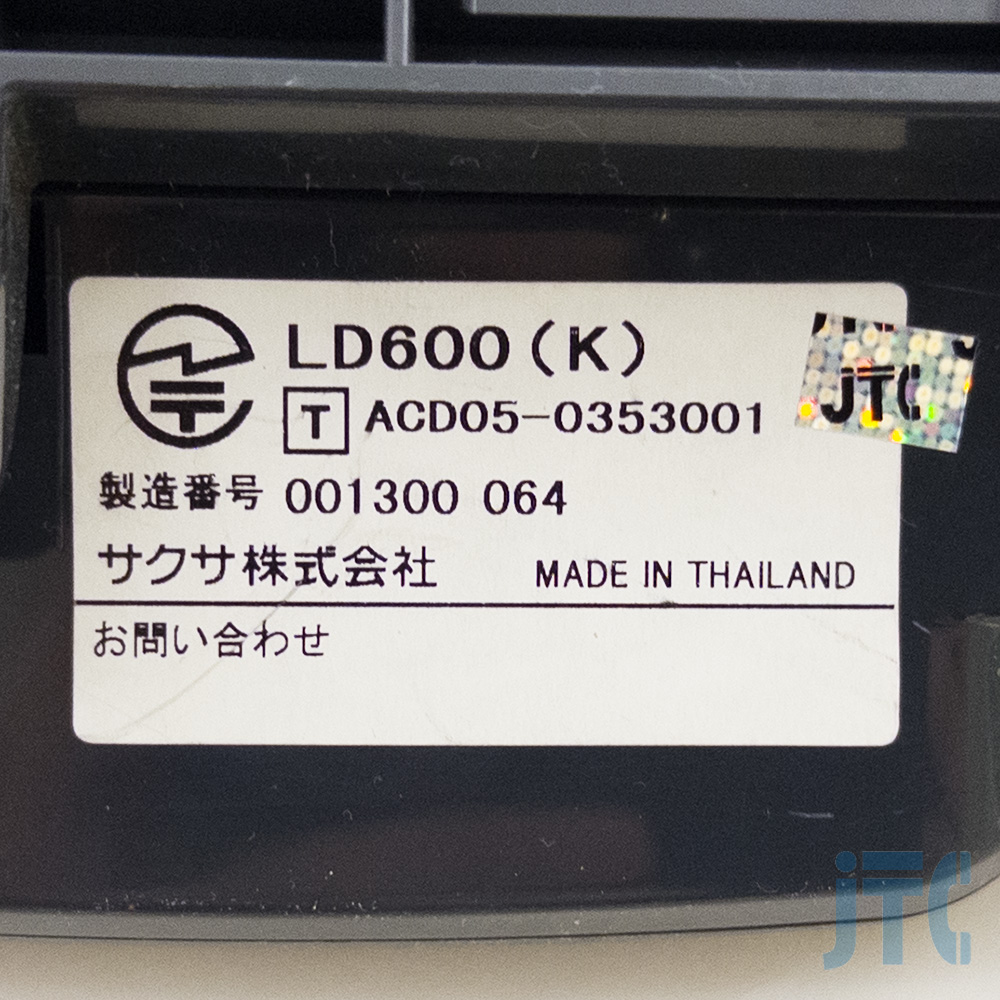 LD600(K)
T ACD05-0353001
JTC
製造番号 001300 064
サクサ株式会社 MADE IN THAILAND
お問い合わせ
JTC